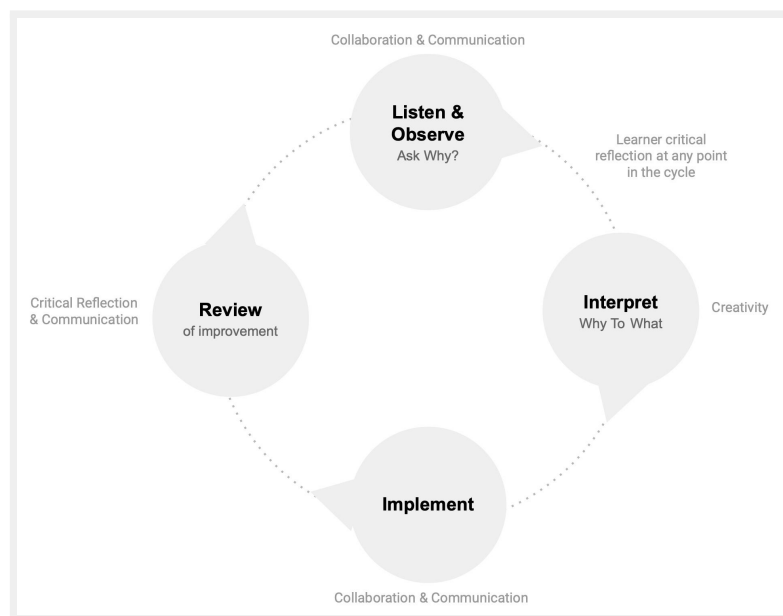 Collaboration & Communication
Listen &
Observe
Ask Why?
Learner critical
reflection at any point
in the cycle
Interpret
Why To What
Creativity
Implement
Collaboration & Communication
Review
of improvement
Critical Reflection
& Communication